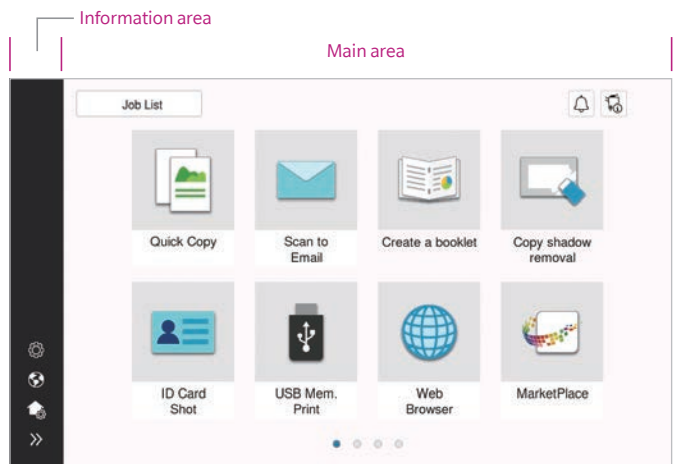 Information area
Main area
Job List
Quick Copy
Scan to
Email
Create a booklet
Copy shadow
removal
ID Card
Shot
USB Mem.
Print
Web
Browser
MarketPlace